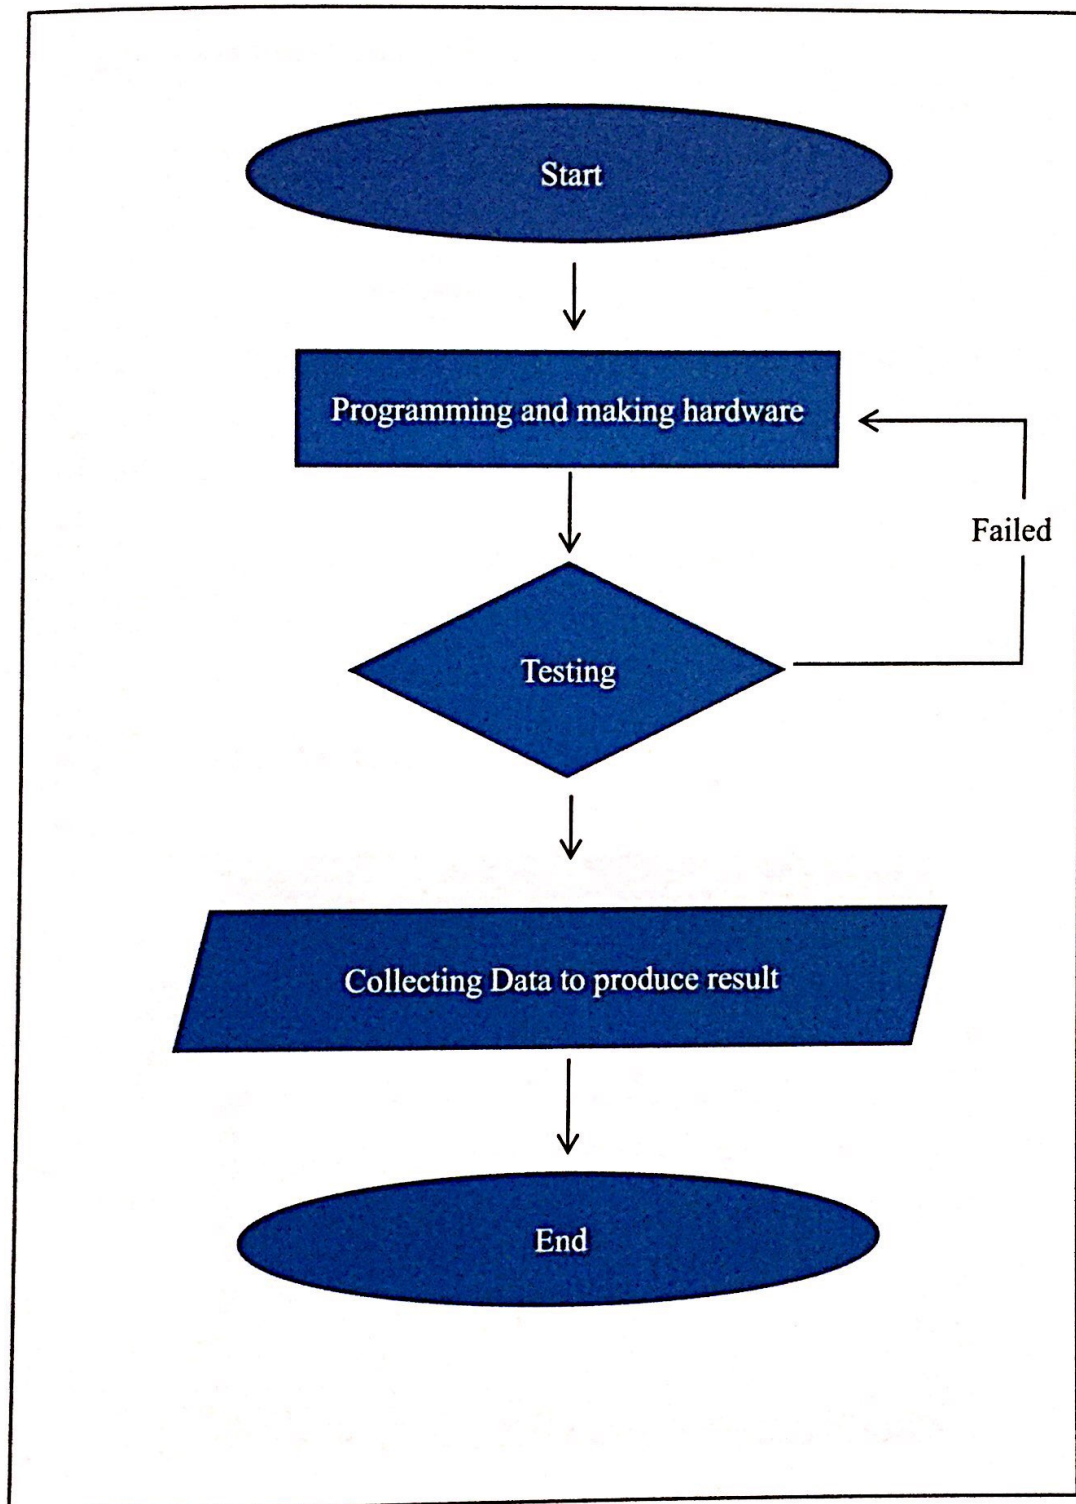 Start
Programming and making hardware
Failed
Testing
Collecting Data to produce result
End